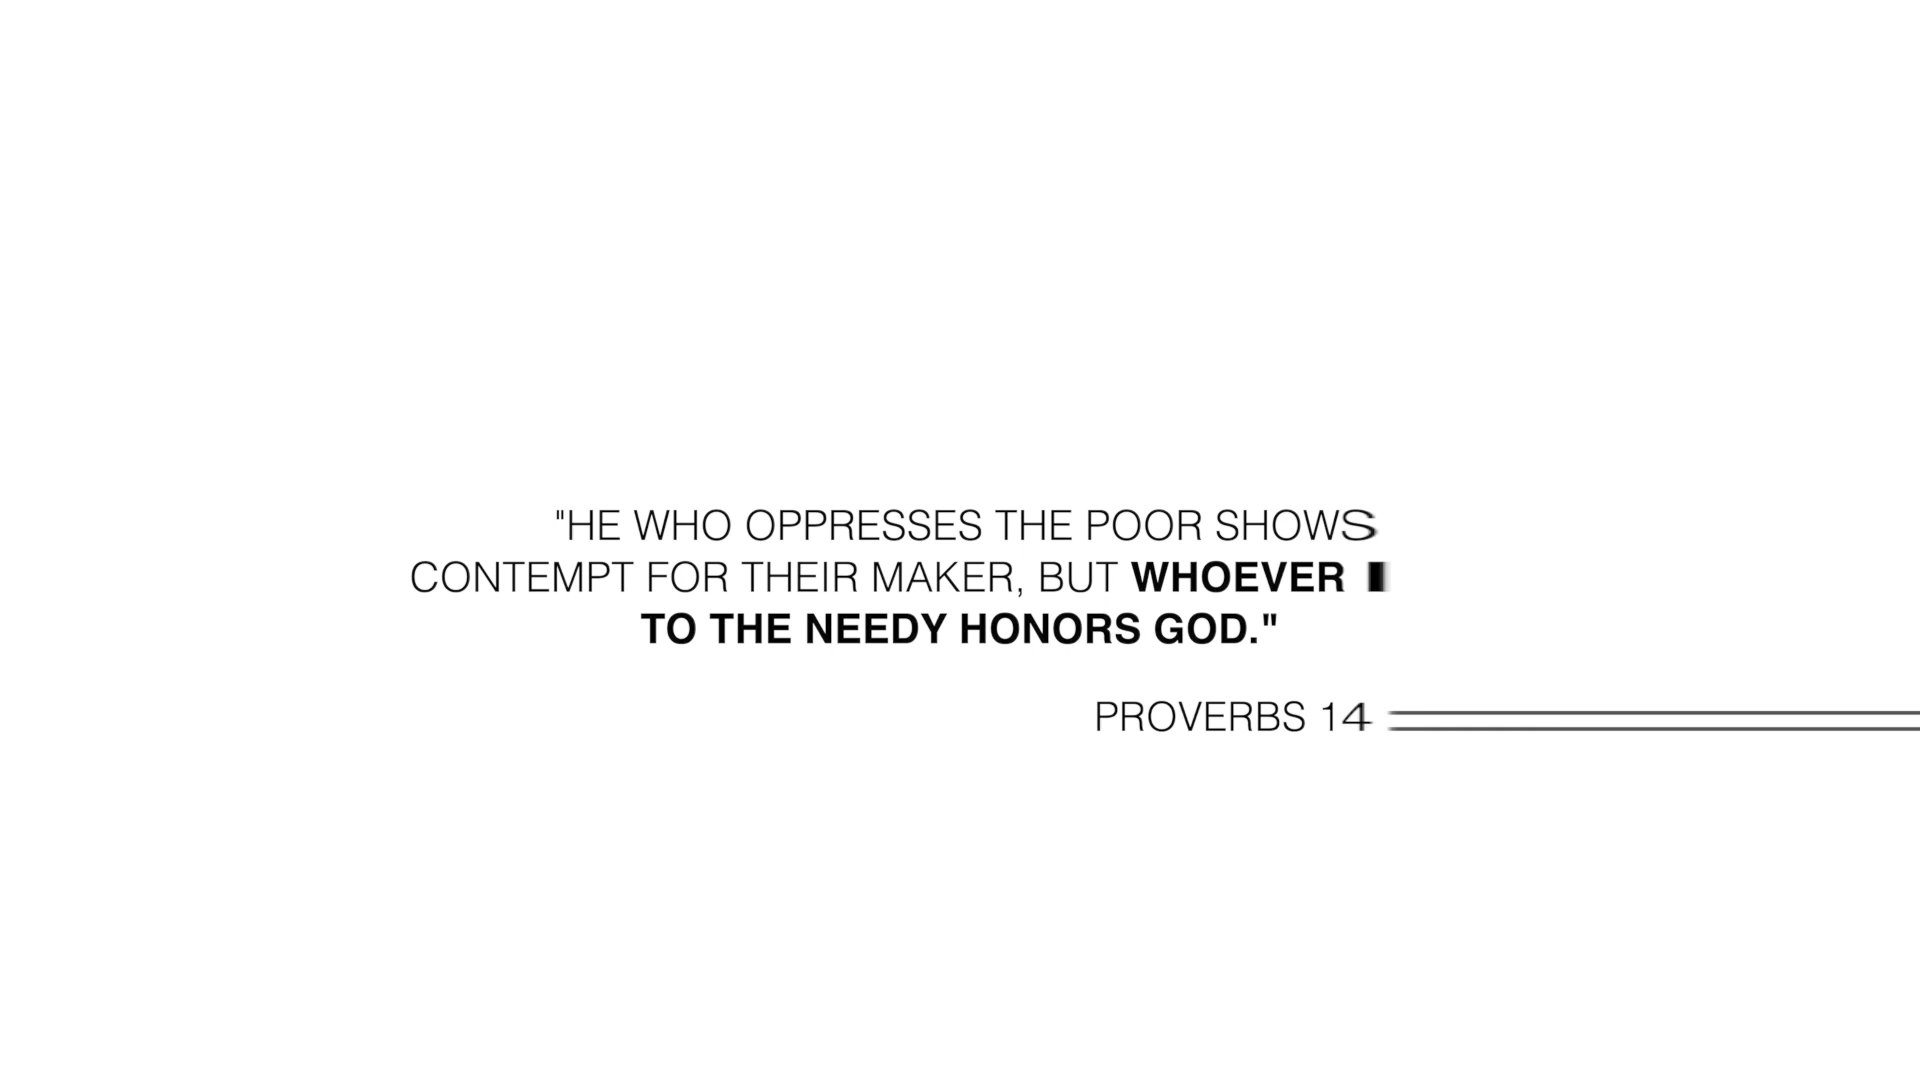 "HE WHO OPPRESSES THE POOR SHOWS
CONTEMPT FOR THEIR MAKER, BUT WHOEVER
TO THE NEEDY HONORS GOD."
PROVERBS 14